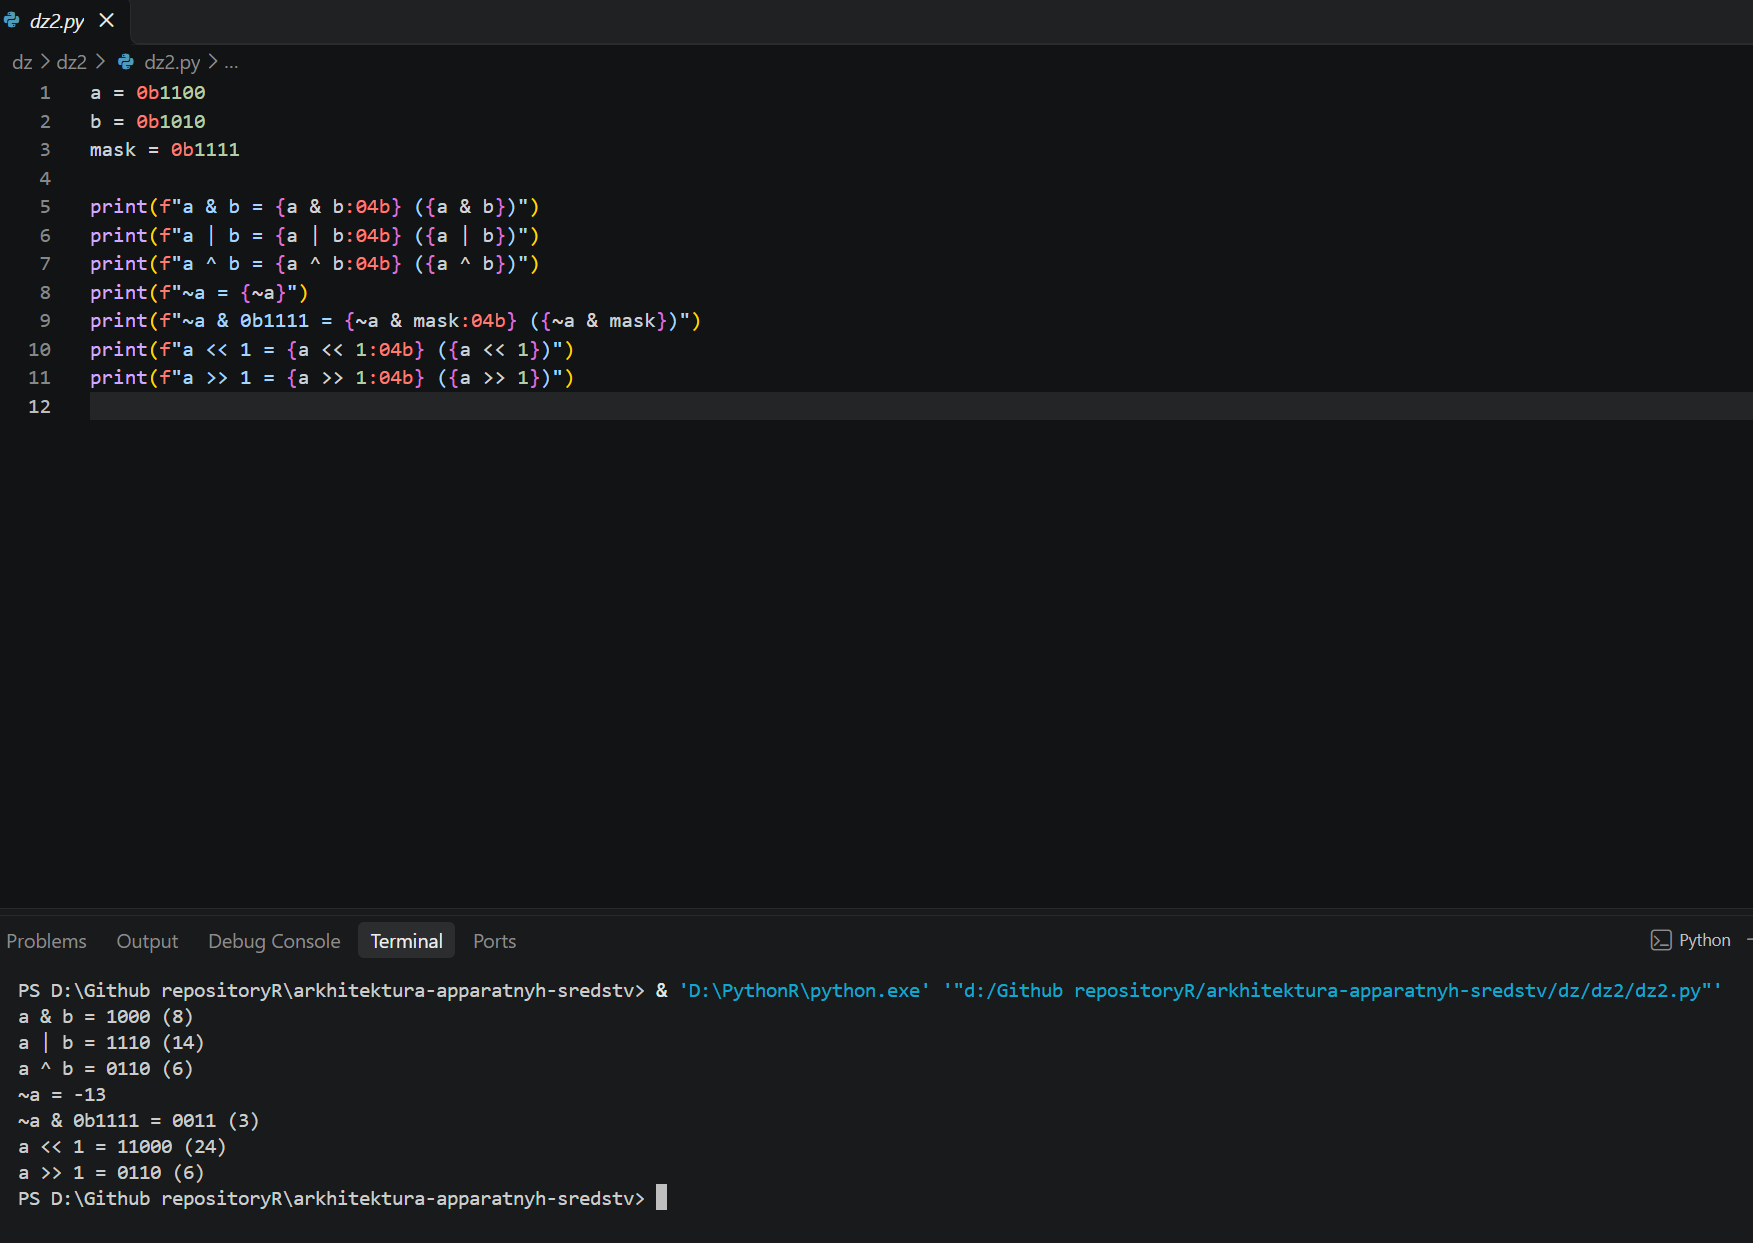 dz2.py
dz > dz2 > dz2.py > ...
1 a = 0b1100
2 b = 0b1010
3 mask = 0b1111
4
5 print(f"a & b = {a & b:04b} ({a & b})")
6 print(f"a | b = {a | b:04b} ({a | b})")
7 print(f"a ^ b = {a ^ b:04b} ({a ^ b})")
8 print(f"~a = {~a}")
9 print(f"~a & 0b1111 = {~a & mask:04b} ({~a & mask})")
10 print(f"a << 1 = {a << 1:04b} ({a << 1})")
11 print(f"a >> 1 = {a >> 1:04b} ({a >> 1})")
12
Problems Output Debug Console Terminal Ports Python
PS D:\Github repositoryR\arkhitektura-apparatnyh-sredstv> & 'D:\PythonR\python.exe' '"d:/Github repositoryR/arkhitektura-apparatnyh-sredstv/dz/dz2/dz2.py"'
a & b = 1000 (8)
a | b = 1110 (14)
a ^ b = 0110 (6)
~a = -13
~a & 0b1111 = 0011 (3)
a << 1 = 11000 (24)
a >> 1 = 0110 (6)
PS D:\Github repositoryR\arkhitektura-apparatnyh-sredstv>